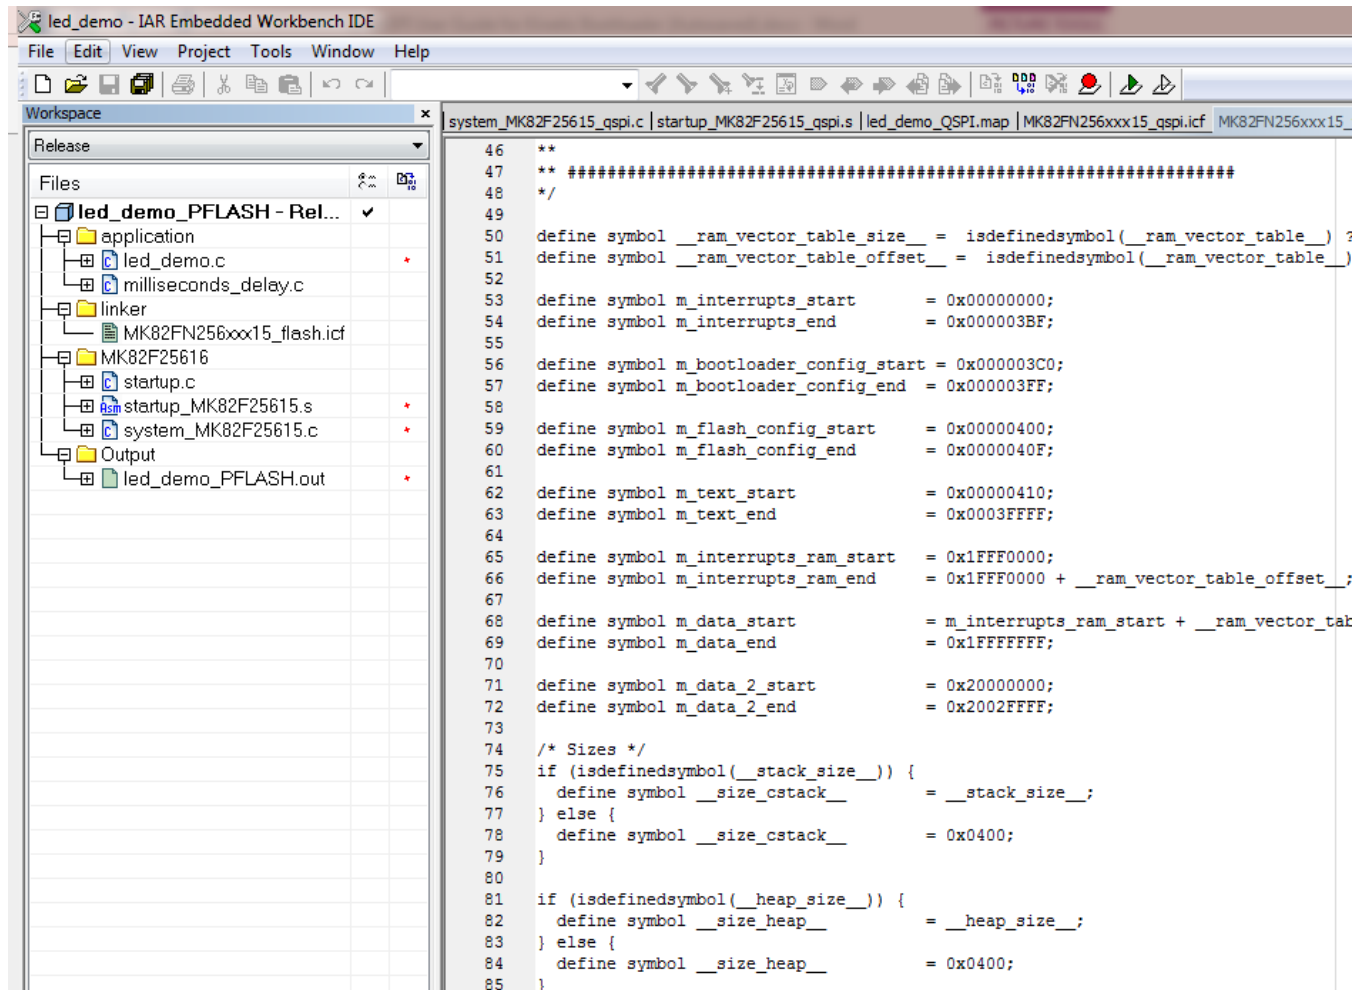 led_demo - IAR Embedded Workbench IDE
File Edit View Project Tools Window Help
Workspace x
Release
Files
led_demo_PFLASH - Rel...
application
led_demo.c
milliseconds_delay.c
linker
MK82FN256xxx15_flash.icf
MK82F25616
startup.c
startup_MK82F25615.s
system_MK82F25615.c
Output
led_demo_PFLASH.out
system_MK82F25615_qspi.c | startup_MK82F25615_qspi.s | led_demo_QSPI.map | MK82FN256xxx15_qspi.icf MK82FN256xxx15_
46 **
47 ** ###################################################################
48 */
49
50 define symbol __ram_vector_table_size__ = isdefinedsymbol(__ram_vector_table__) ?
51 define symbol __ram_vector_table_offset__ = isdefinedsymbol(__ram_vector_table__)
52
53 define symbol m_interrupts_start = 0x00000000;
54 define symbol m_interrupts_end = 0x000003BF;
55
56 define symbol m_bootloader_config_start = 0x000003C0;
57 define symbol m_bootloader_config_end = 0x000003FF;
58
59 define symbol m_flash_config_start = 0x00000400;
60 define symbol m_flash_config_end = 0x0000040F;
61
62 define symbol m_text_start = 0x00000410;
63 define symbol m_text_end = 0x0003FFFF;
64
65 define symbol m_interrupts_ram_start = 0x1FFF0000;
66 define symbol m_interrupts_ram_end = 0x1FFF0000 + __ram_vector_table_offset__;
67
68 define symbol m_data_start = m_interrupts_ram_start + __ram_vector_tab
69 define symbol m_data_end = 0x1FFFFFFF;
70
71 define symbol m_data_2_start = 0x20000000;
72 define symbol m_data_2_end = 0x2002FFFF;
73
74 /* Sizes */
75 if (isdefinedsymbol(__stack_size__)) {
76 define symbol __size_cstack__ = __stack_size__;
77 } else {
78 define symbol __size_cstack__ = 0x0400;
79 }
80
81 if (isdefinedsymbol(__heap_size__)) {
82 define symbol __size_heap__ = __heap_size__;
83 } else {
84 define symbol __size_heap__ = 0x0400;
85 }